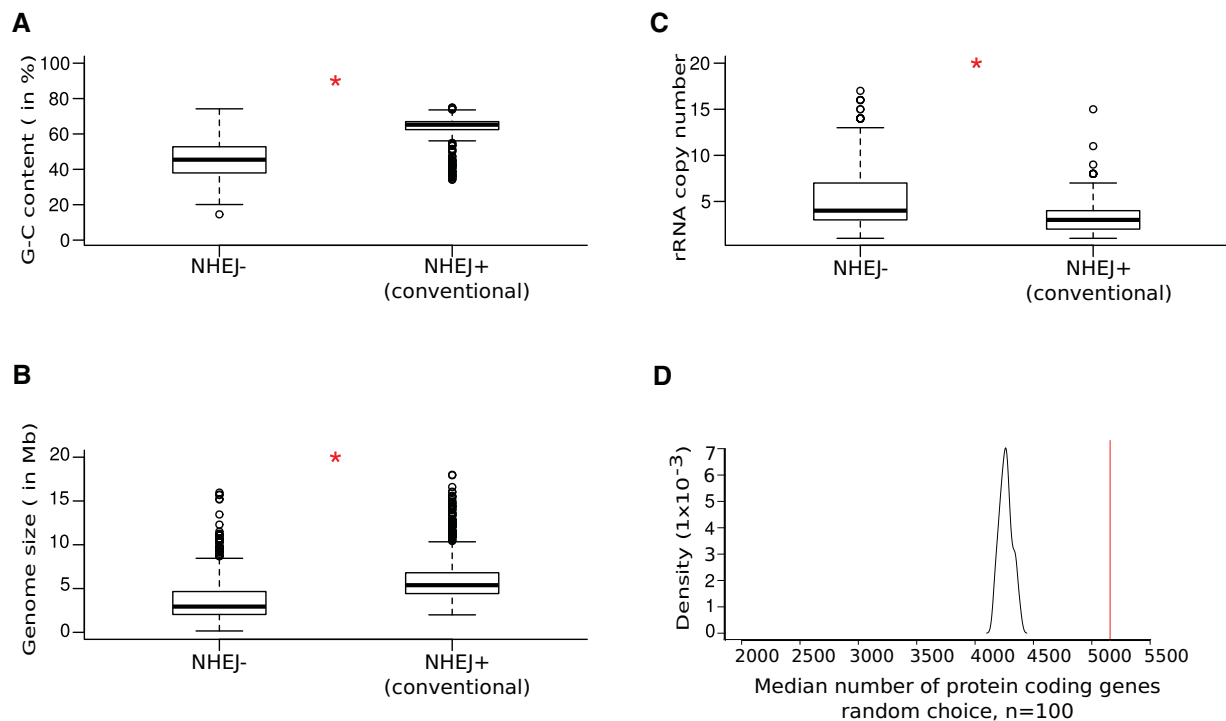 A
G-C content ( in %)
100
80
60
40
20
0
*
NHEJ-
NHEJ+
(conventional)
C
rRNA copy number
20
15
10
5
*
NHEJ-
NHEJ+
(conventional)
B
Genome size ( in Mb)
20
15
10
5
0
*
NHEJ-
NHEJ+
(conventional)
D
Density (1x10⁻³)
7
6
5
4
3
2
1
0
2000 2500 3000 3500 4000 4500 5000 5500
Median number of protein coding genes
random choice, n=100